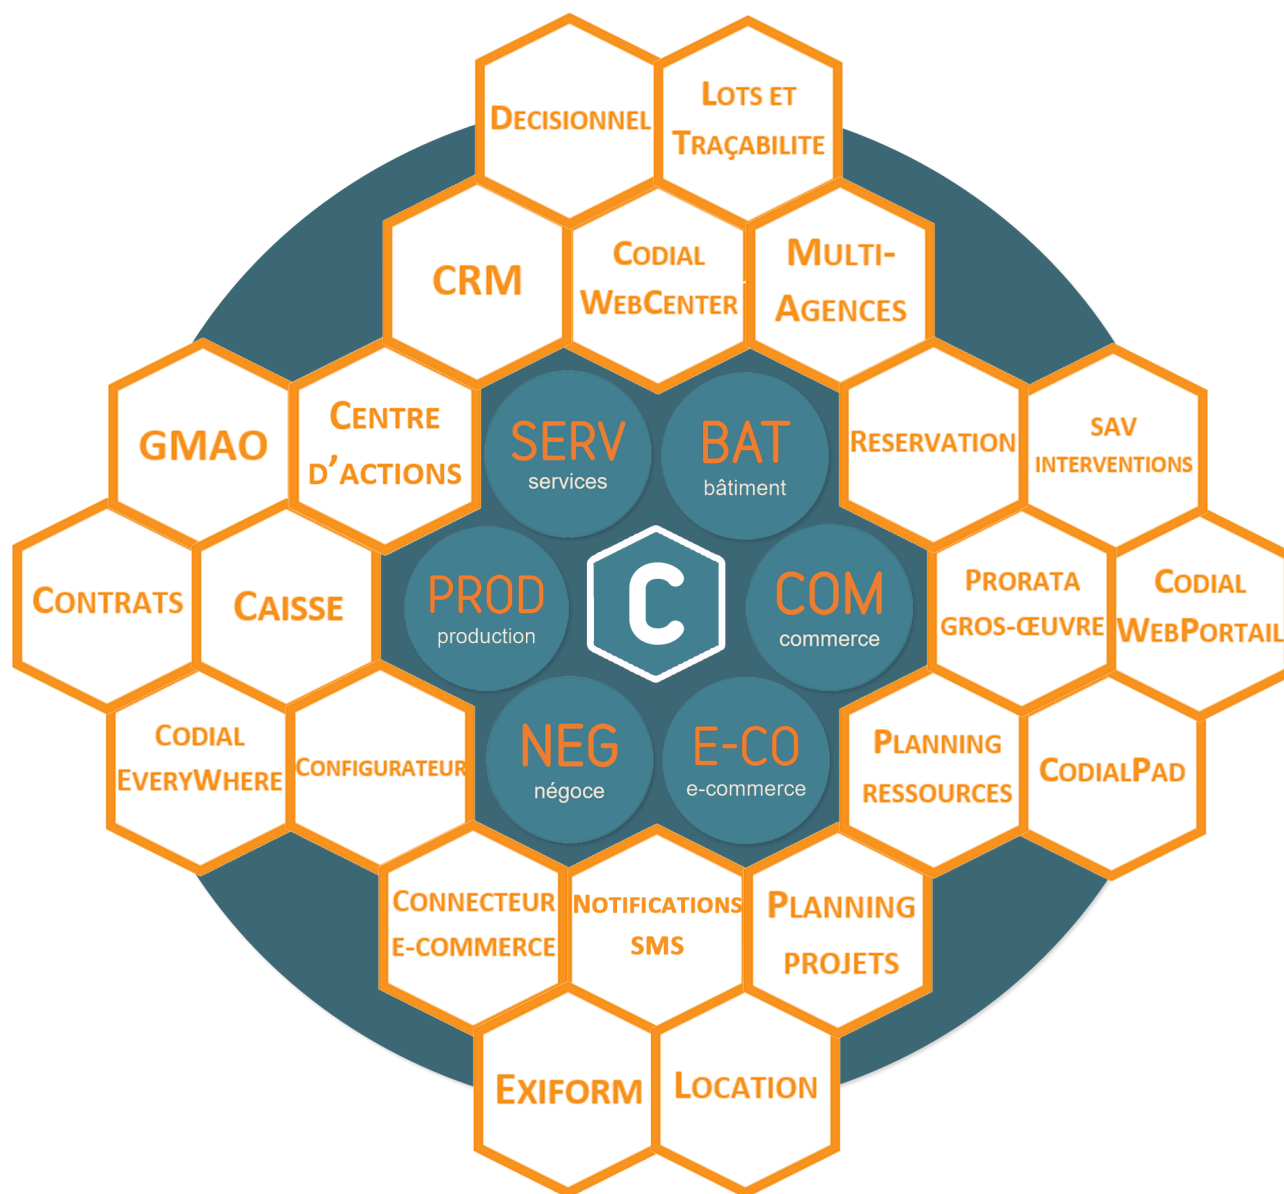 DECISIONNEL
LOTS ET
TRAÇABILITE
CRM
CODIAL
WEBCENTER
MULTI-
AGENCES
GMAO
CENTRE
D’ACTIONS
SERV
services
BAT
bâtiment
RESERVATION
SAV
INTERVENTIONS
CONTRATS
CAISSE
PROD
production
C
COM
commerce
PRORATA
GROS-ŒUVRE
CODIAL
WEBPORTAIL
CODIAL
EVERYWHERE
CONFIGURATEUR
NEG
négoce
E-CO
e-commerce
PLANNING
RESSOURCES
CODIALPAD
CONNECTEUR
E-COMMERCE
NOTIFICATIONS
SMS
PLANNING
PROJETS
EXIFORM
LOCATION